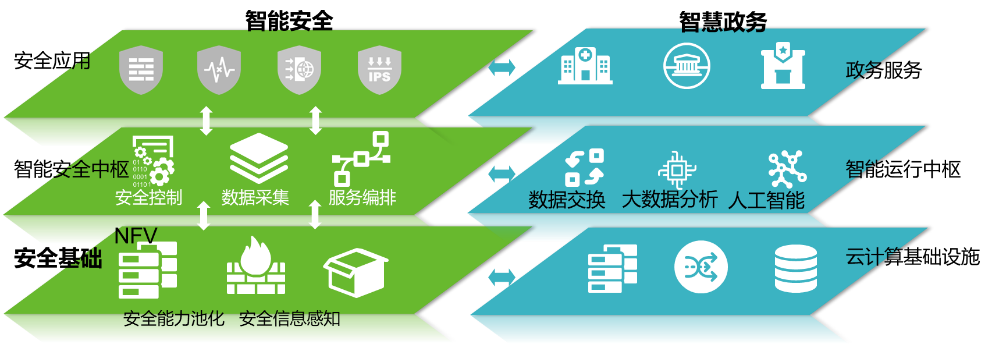 智能安全
智慧政务
安全应用
IPS
政务服务
智能安全中枢
01
0110
0001
01101
安全控制
数据采集
服务编排
数据交换
大数据分析
人工智能
智能运行中枢
NFV
安全基础
云计算基础设施
安全能力池化
安全信息感知